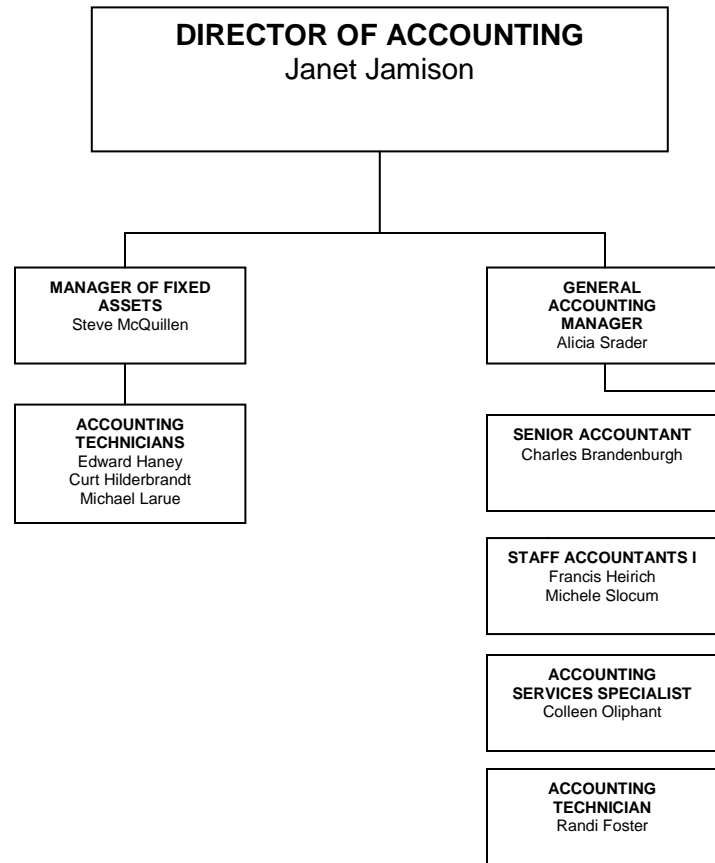 DIRECTOR OF ACCOUNTING
Janet Jamison
MANAGER OF FIXED
ASSETS
Steve McQuillen
GENERAL
ACCOUNTING
MANAGER
Alicia Srader
ACCOUNTING
TECHNICIANS
Edward Haney
Curt Hilderbrandt
Michael Larue
SENIOR ACCOUNTANT
Charles Brandenburgh
STAFF ACCOUNTANTS I
Francis Heirich
Michele Slocum
ACCOUNTING
SERVICES SPECIALIST
Colleen Oliphant
ACCOUNTING
TECHNICIAN
Randi Foster